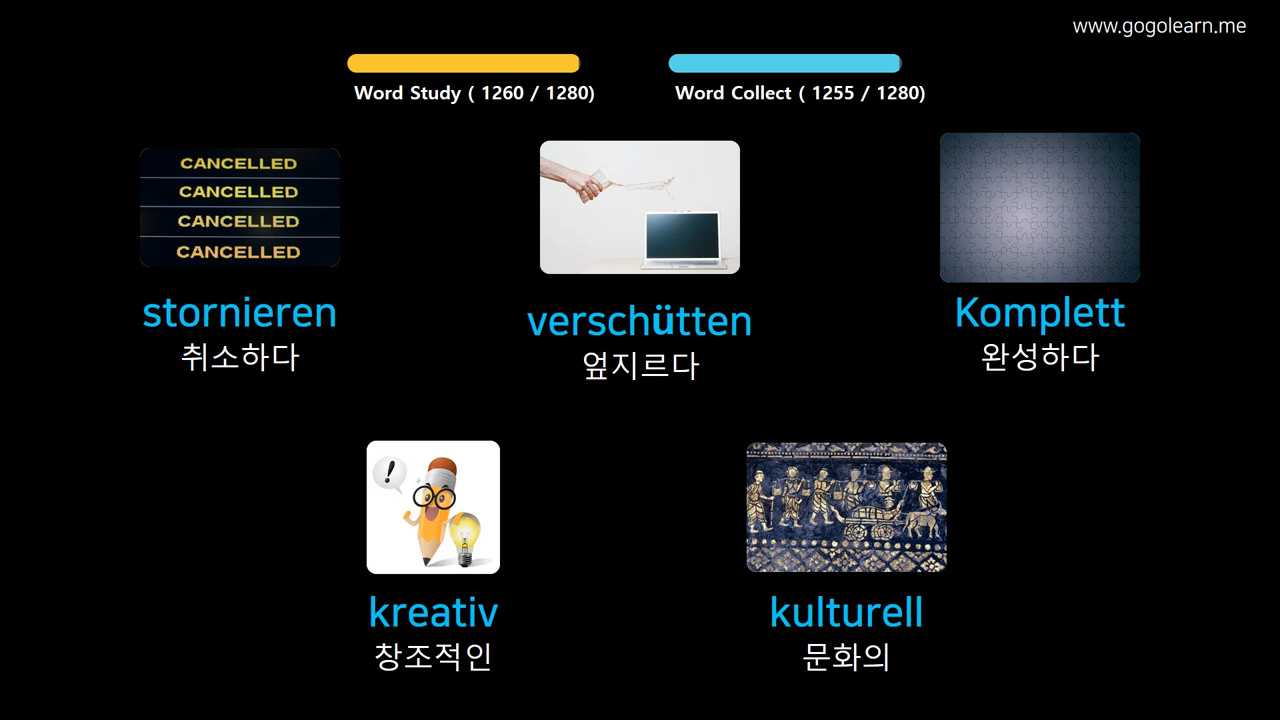 www.gogolearn.me
Word Study ( 1260 / 1280)
Word Collect ( 1255 / 1280)
CANCELLED
CANCELLED
CANCELLED
CANCELLED
stornieren
취소하다
verschütten
엎지르다
Komplett
완성하다
!
kreativ
창조적인
kulturell
문화의